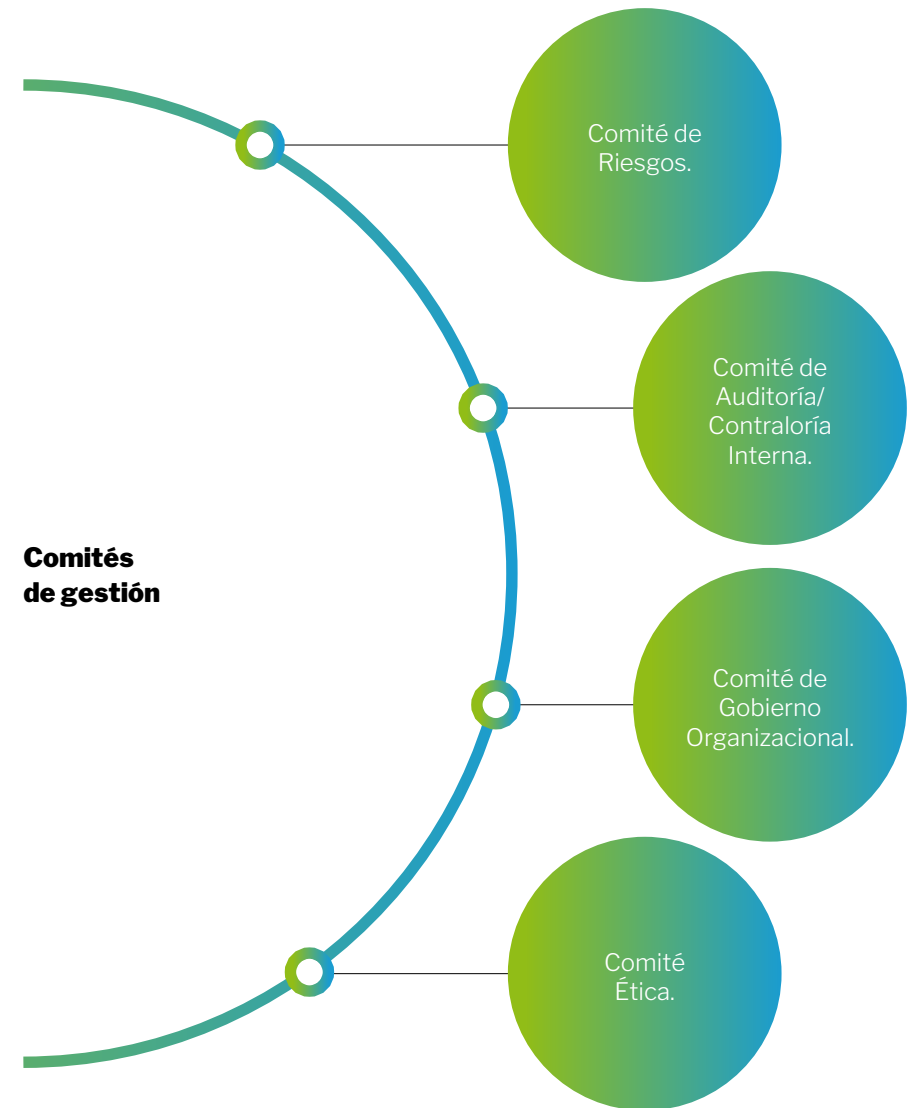 Comité de
Riesgos.
Comité de
Auditoría/
Contraloría
Interna.
Comités
de gestión
Comité de
Gobierno
Organizacional.
Comité
Ética.